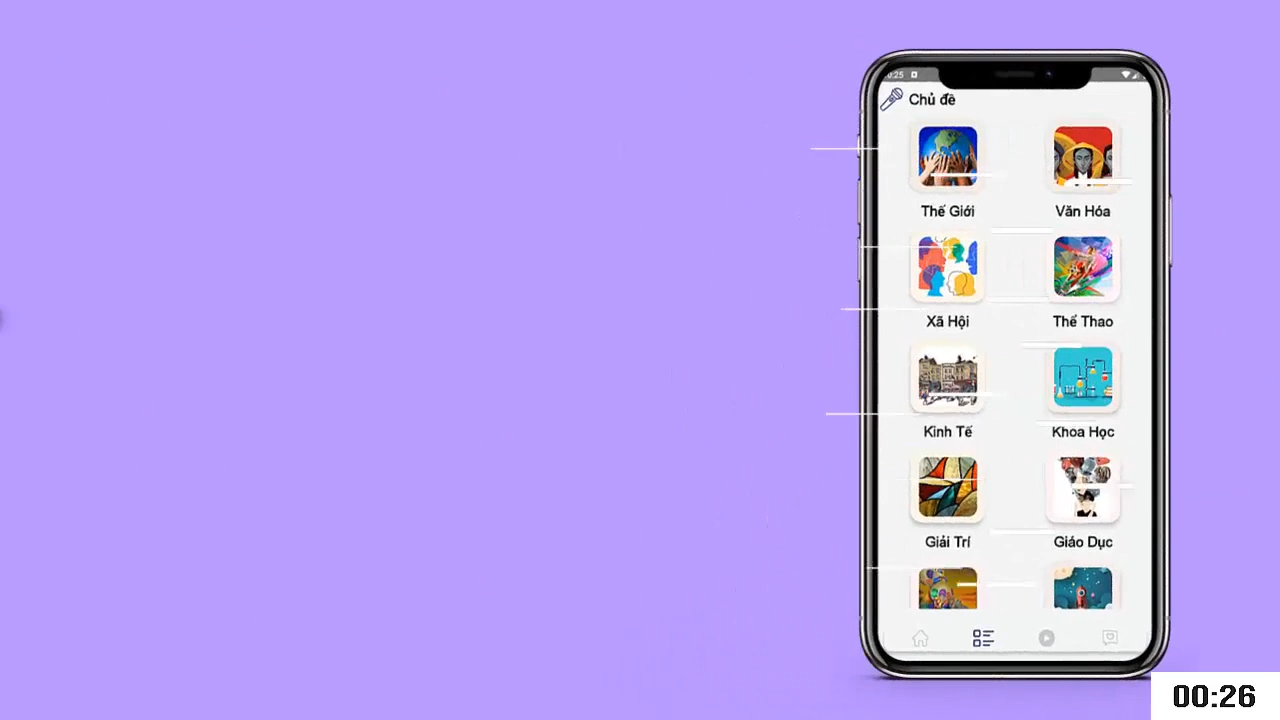 0:25
Chủ đề
Thế Giới
Văn Hóa
Xã Hội
Thể Thao
Kinh Tế
Khoa Học
Giải Trí
Giáo Dục
00:26